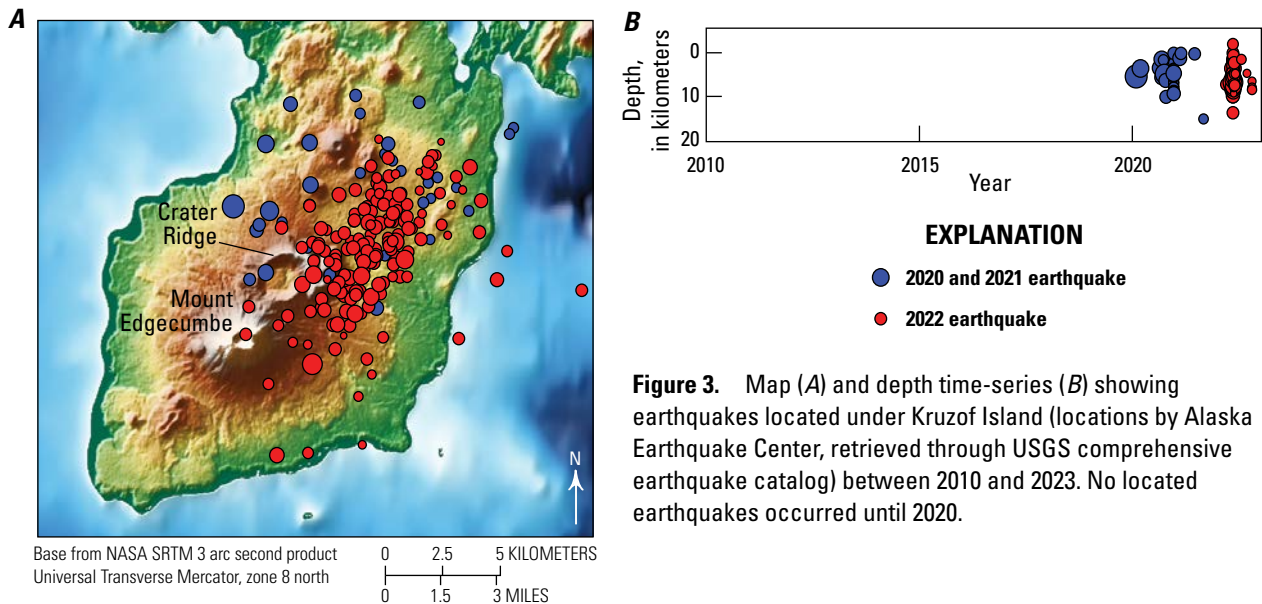 A
Crater
Ridge
Mount
Edgecumbe
N
Base from NASA SRTM 3 arc second product
Universal Transverse Mercator, zone 8 north
0 2.5 5 KILOMETERS
0 1.5 3 MILES
B
Depth,
in kilometers
0
10
20
2010 2015 2020
Year
EXPLANATION
2020 and 2021 earthquake
2022 earthquake
Figure 3. Map (A) and depth time-series (B) showing
earthquakes located under Kruzof Island (locations by Alaska
Earthquake Center, retrieved through USGS comprehensive
earthquake catalog) between 2010 and 2023. No located
earthquakes occurred until 2020.